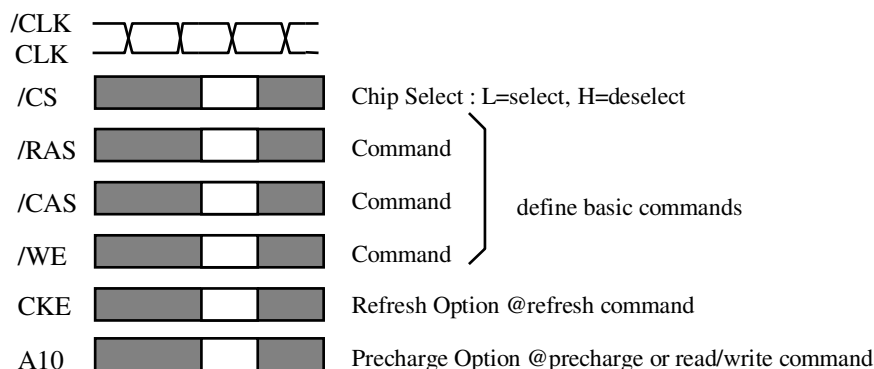 /CLK
CLK
/CS Chip Select : L=select, H=deselect
/RAS Command
/CAS Command define basic commands
/WE Command
CKE Refresh Option @refresh command
A10 Precharge Option @precharge or read/write command